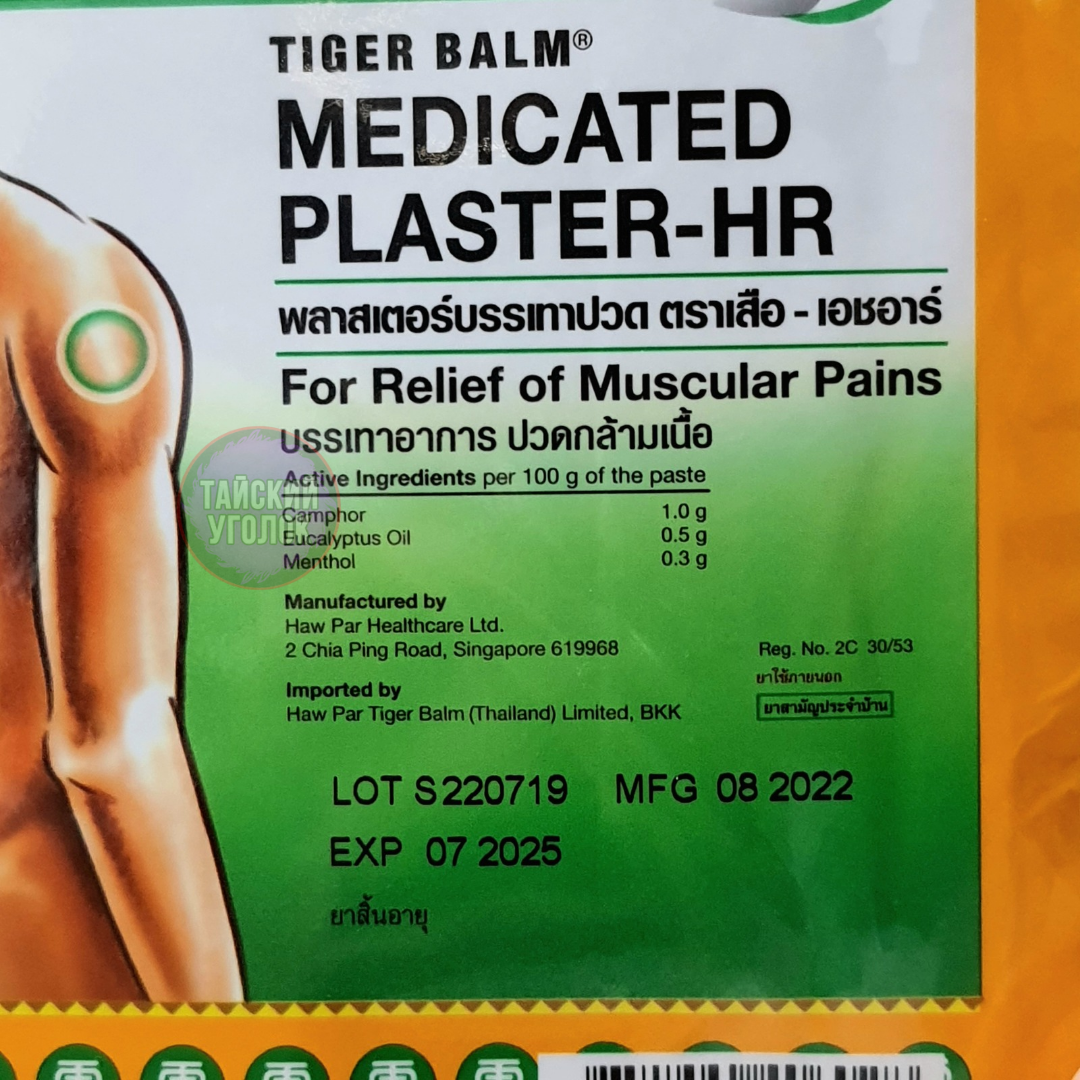 TIGER BALM®
MEDICATED
PLASTER-HR
พลาสเตอร์บรรเทาปวด ตราเสือ - เอชอาร์
For Relief of Muscular Pains
บรรเทาอาการ ปวดกล้ามเนื้อ
Active Ingredients per 100 g of the paste
Camphor 1.0 g
Eucalyptus Oil 0.5 g
Menthol 0.3 g
ТАЙСКИЙ
УГОЛОК
Manufactured by
Haw Par Healthcare Ltd.
2 Chia Ping Road, Singapore 619968
Imported by
Haw Par Tiger Balm (Thailand) Limited, BKK
Reg. No. 2C 30/53
ยาใช้ภายนอก
ยาสามัญประจำบ้าน
LOT S220719 MFG 08 2022
EXP 07 2025
ยาสิ้นอายุ